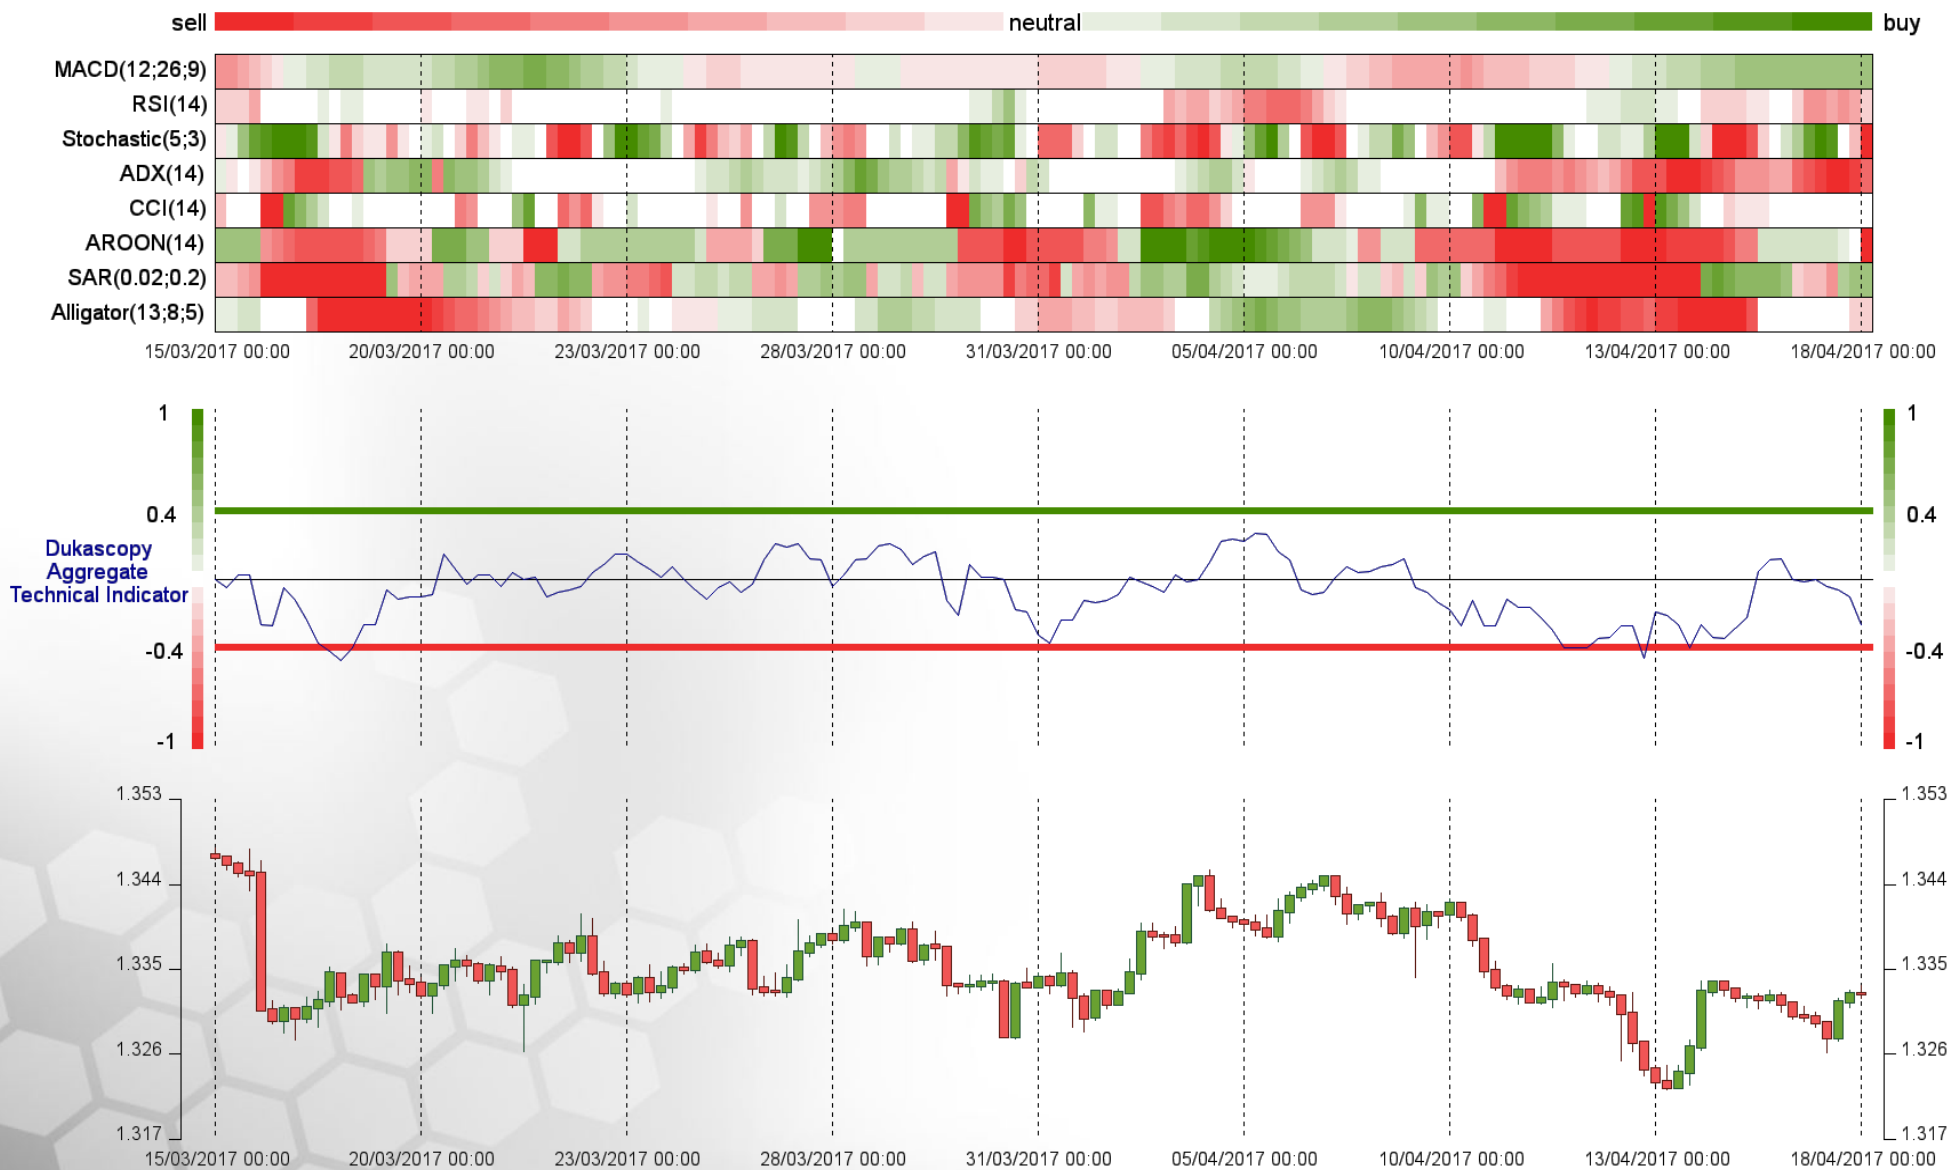 sell neutral buy
MACD(12;26;9)
RSI(14)
Stochastic(5;3)
ADX(14)
CCI(14)
AROON(14)
SAR(0.02;0.2)
Alligator(13;8;5)
15/03/2017 00:00 20/03/2017 00:00 23/03/2017 00:00 28/03/2017 00:00 31/03/2017 00:00 05/04/2017 00:00 10/04/2017 00:00 13/04/2017 00:00 18/04/2017 00:00
1 1
0.4 0.4
Dukascopy
Aggregate
Technical Indicator
-0.4 -0.4
-1 -1
1.353 1.353
1.344 1.344
1.335 1.335
1.326 1.326
1.317 1.317
15/03/2017 00:00 20/03/2017 00:00 23/03/2017 00:00 28/03/2017 00:00 31/03/2017 00:00 05/04/2017 00:00 10/04/2017 00:00 13/04/2017 00:00 18/04/2017 00:00